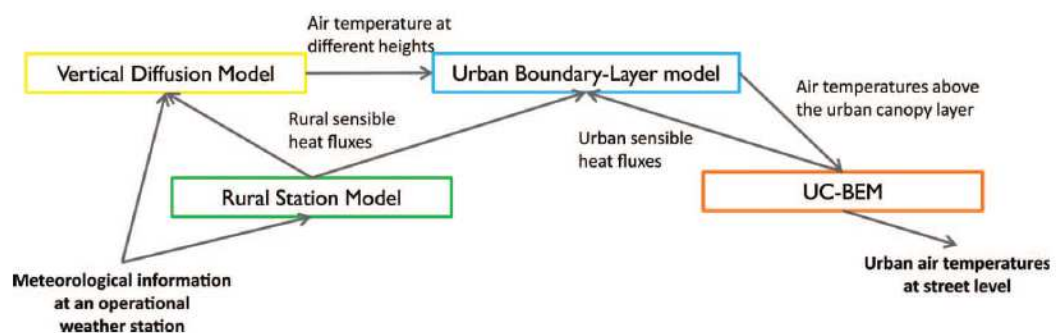 Air temperature at
different heights
Vertical Diffusion Model
Urban Boundary-Layer model
Air temperatures above
the urban canopy layer
Rural sensible
heat fluxes
Urban sensible
heat fluxes
Rural Station Model
UC-BEM
Meteorological information
at an operational
weather station
Urban air temperatures
at street level